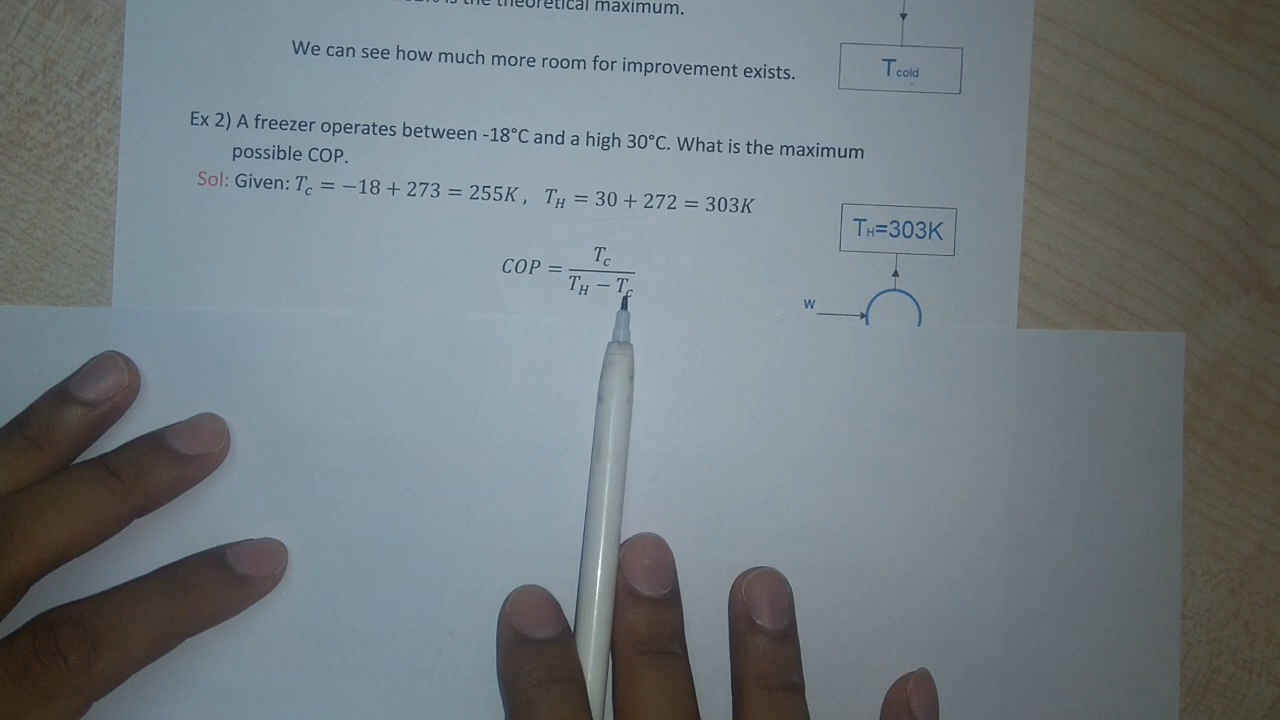 is the theoretical maximum.
We can see how much more room for improvement exists.
T cold
Ex 2) A freezer operates between -18°C and a high 30°C. What is the maximum
possible COP.
Sol: Given: T_c = −18 + 273 = 255K , T_H = 30 + 272 = 303K
T_H=303K
COP = T_c / (T_H − T_c)
W